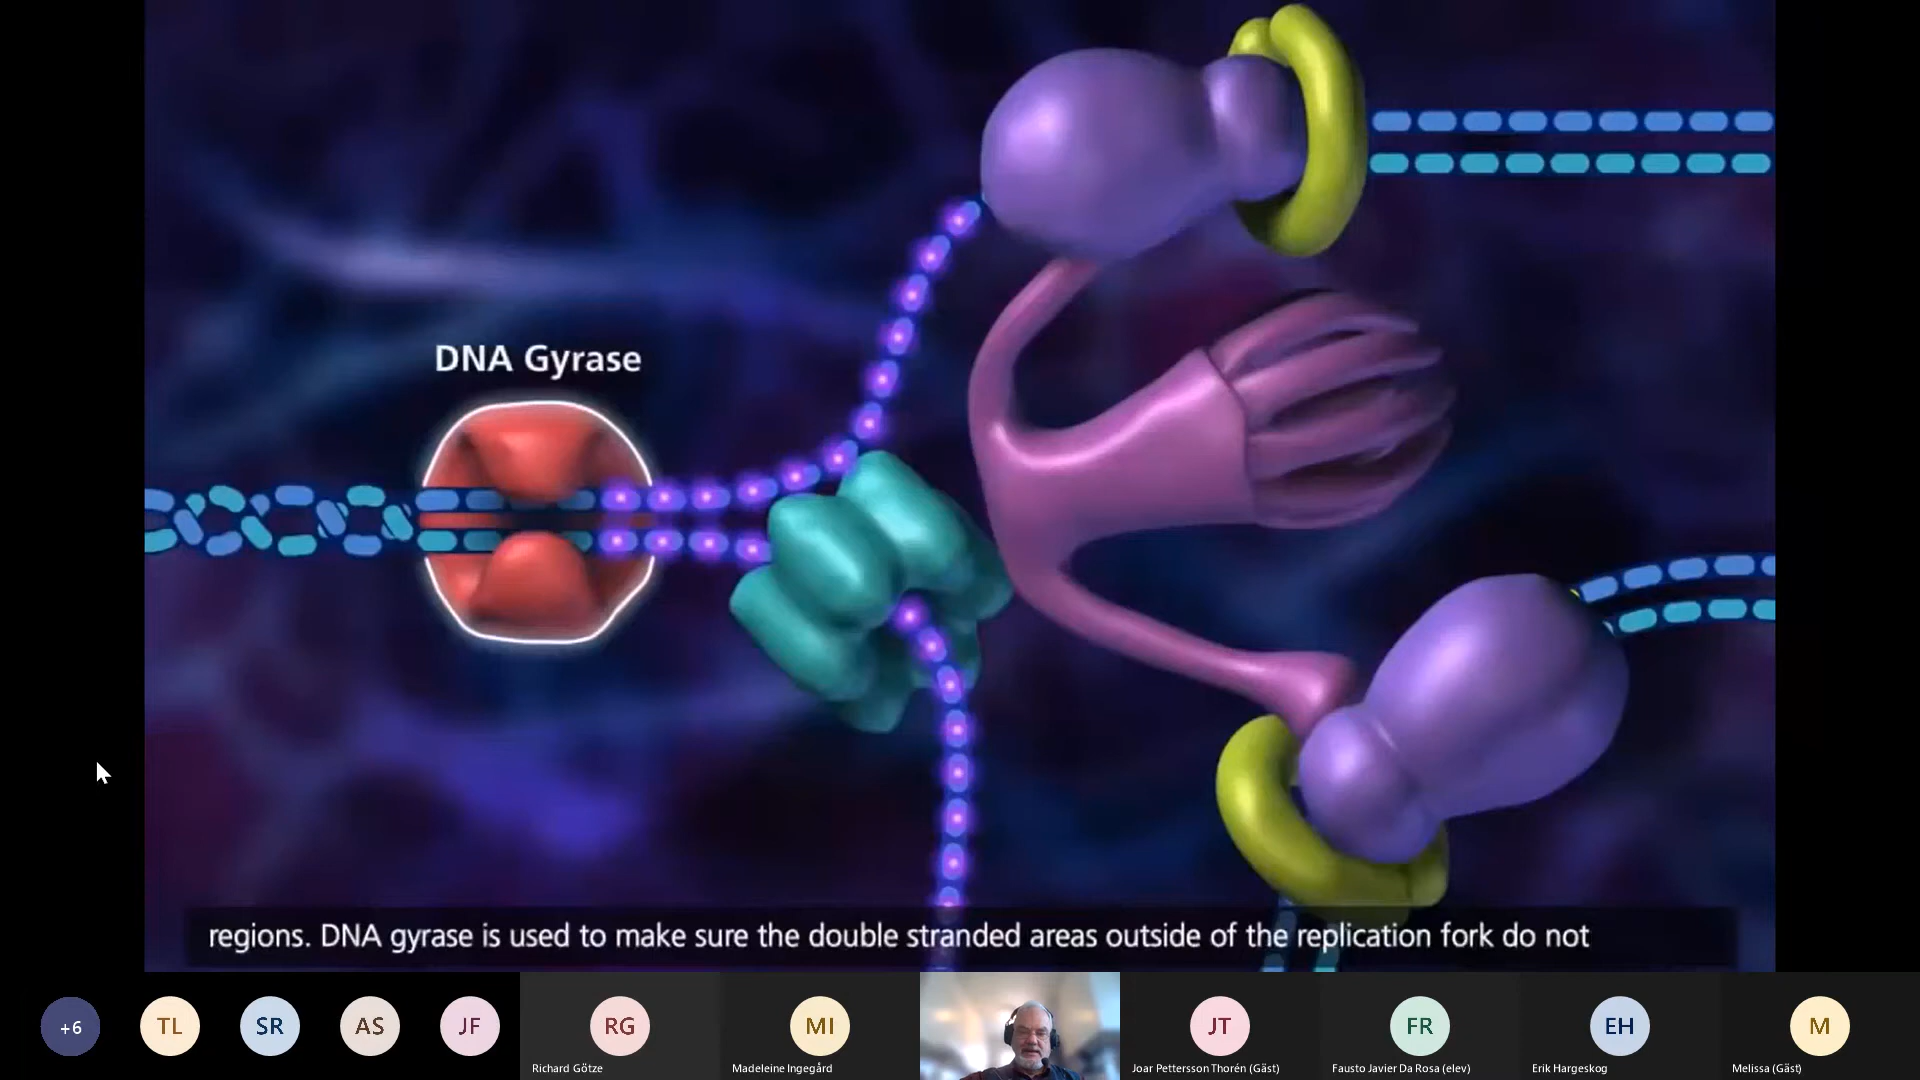 DNA Gyrase
regions. DNA gyrase is used to make sure the double stranded areas outside of the replication fork do not
+6
TL
SR
AS
JF
RG
MI
JT
FR
EH
M
Richard Götze
Madeleine Ingegård
Joar Pettersson Thorén (Gäst)
Fausto Javier Da Rosa (elev)
Erik Hargeskog
Melissa (Gäst)